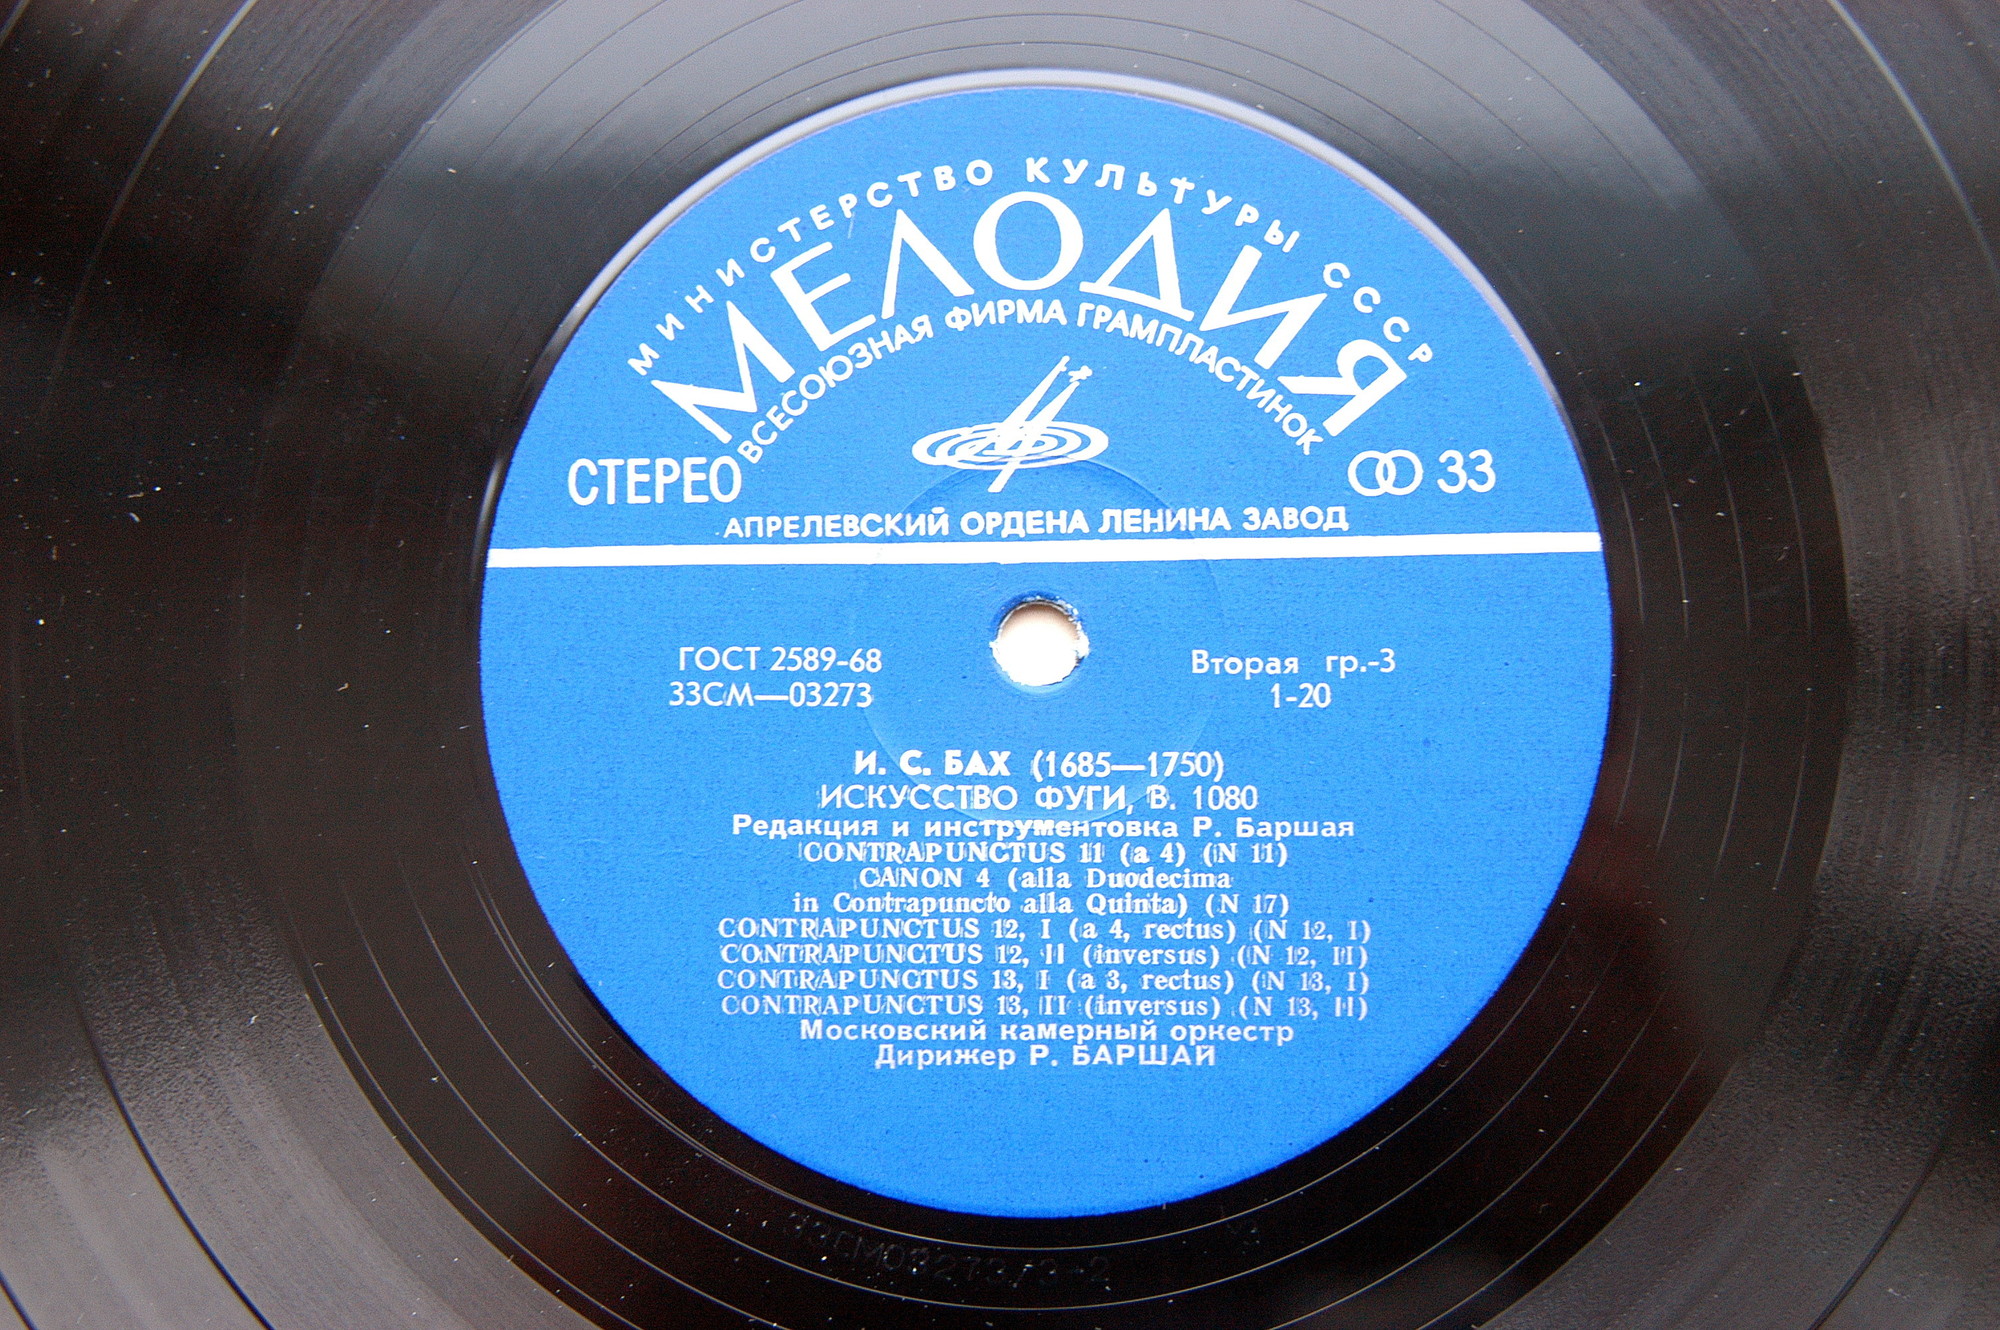 МИНИСТЕРСТВО КУЛЬТУРЫ СССР
МЕЛОДИЯ
ВСЕСОЮЗНАЯ ФИРМА ГРАМПЛАСТИНОК
СТЕРЕО
33
АПРЕЛЕВСКИЙ ОРДЕНА ЛЕНИНА ЗАВОД
ГОСТ 2589-68
33СМ—03273
Вторая гр.-3
1-20
И. С. БАХ (1685—1750)
ИСКУССТВО ФУГИ, В. 1080
Редакция и инструментовка Р. Баршая
CONTRAPUNCTUS 11 (a 4) (N 11)
CANON 4 (alla Duodecima
in Contrapuncto alla Quinta) (N 17)
CONTRAPUNCTUS 12, I (a 4, rectus) (N 12, I)
CONTRAPUNCTUS 12, II (inversus) (N 12, II)
CONTRAPUNCTUS 13, I (a 3, rectus) (N 13, I)
CONTRAPUNCTUS 13, II (inversus) (N 13, II)
Московский камерный оркестр
Дирижер Р. БАРШАЙ
33СМ03273/3-2